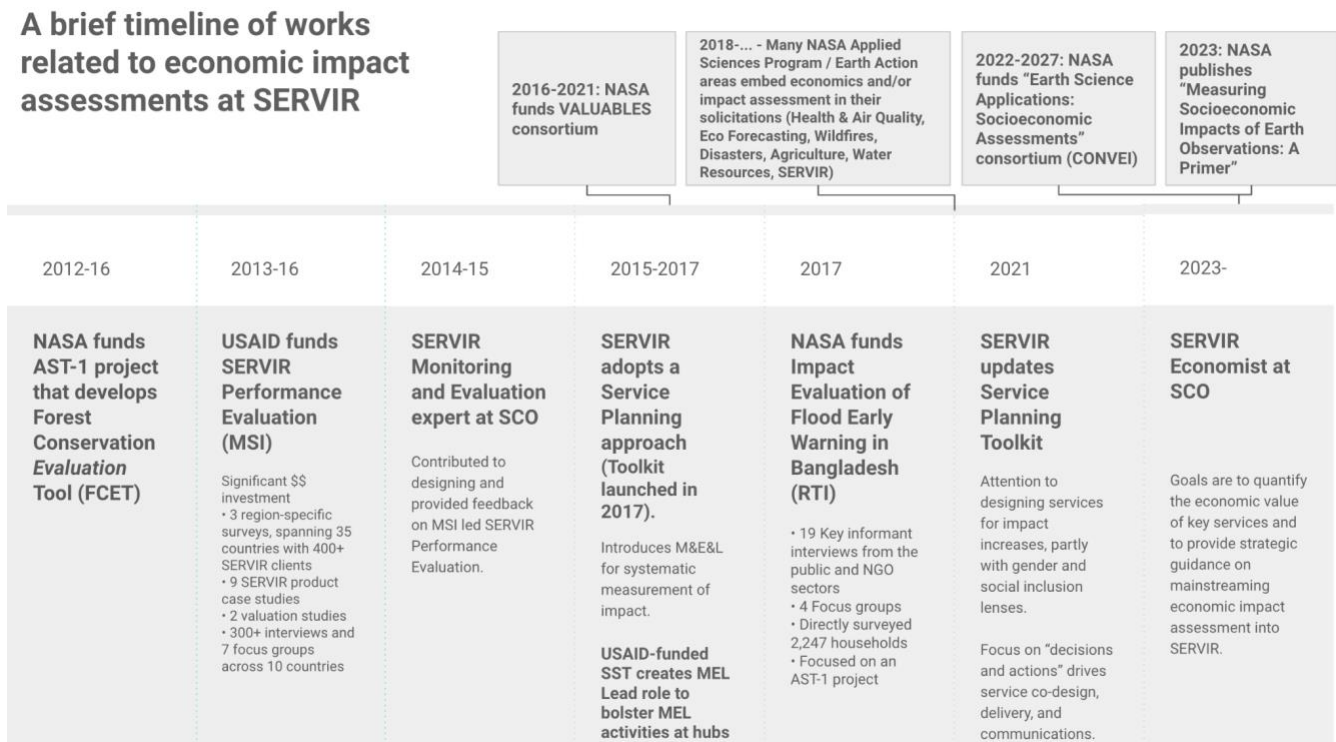 A brief timeline of works
related to economic impact
assessments at SERVIR
2016-2021: NASA
funds VALUABLES
consortium
2018-... - Many NASA Applied
Sciences Program / Earth Action
areas embed economics and/or
impact assessment in their
solicitations (Health & Air Quality,
Eco Forecasting, Wildfires,
Disasters, Agriculture, Water
Resources, SERVIR)
2022-2027: NASA
funds “Earth Science
Applications:
Socioeconomic
Assessments”
consortium (CONVEI)
2023: NASA
publishes
“Measuring
Socioeconomic
Impacts of Earth
Observations: A
Primer”
2012-16
NASA funds
AST-1 project
that develops
Forest
Conservation
Evaluation
Tool (FCET)
2013-16
USAID funds
SERVIR
Performance
Evaluation
(MSI)
Significant $$
investment
• 3 region-specific
surveys, spanning 35
countries with 400+
SERVIR clients
• 9 SERVIR product
case studies
• 2 valuation studies
• 300+ interviews and
7 focus groups
across 10 countries
2014-15
SERVIR
Monitoring
and Evaluation
expert at SCO
Contributed to
designing and
provided feedback
on MSI led SERVIR
Performance
Evaluation.
2015-2017
SERVIR
adopts a
Service
Planning
approach
(Toolkit
launched in
2017).
Introduces M&E&L
for systematic
measurement of
impact.
USAID-funded
SST creates MEL
Lead role to
bolster MEL
activities at hubs
2017
NASA funds
Impact
Evaluation of
Flood Early
Warning in
Bangladesh
(RTI)
• 19 Key informant
interviews from the
public and NGO
sectors
• 4 Focus groups
• Directly surveyed
2,247 households
• Focused on an
AST-1 project
2021
SERVIR
updates
Service
Planning
Toolkit
Attention to
designing services
for impact
increases, partly
with gender and
social inclusion
lenses.
Focus on “decisions
and actions” drives
service co-design,
delivery, and
communications.
2023-
SERVIR
Economist at
SCO
Goals are to quantify
the economic value
of key services and
to provide strategic
guidance on
mainstreaming
economic impact
assessment into
SERVIR.